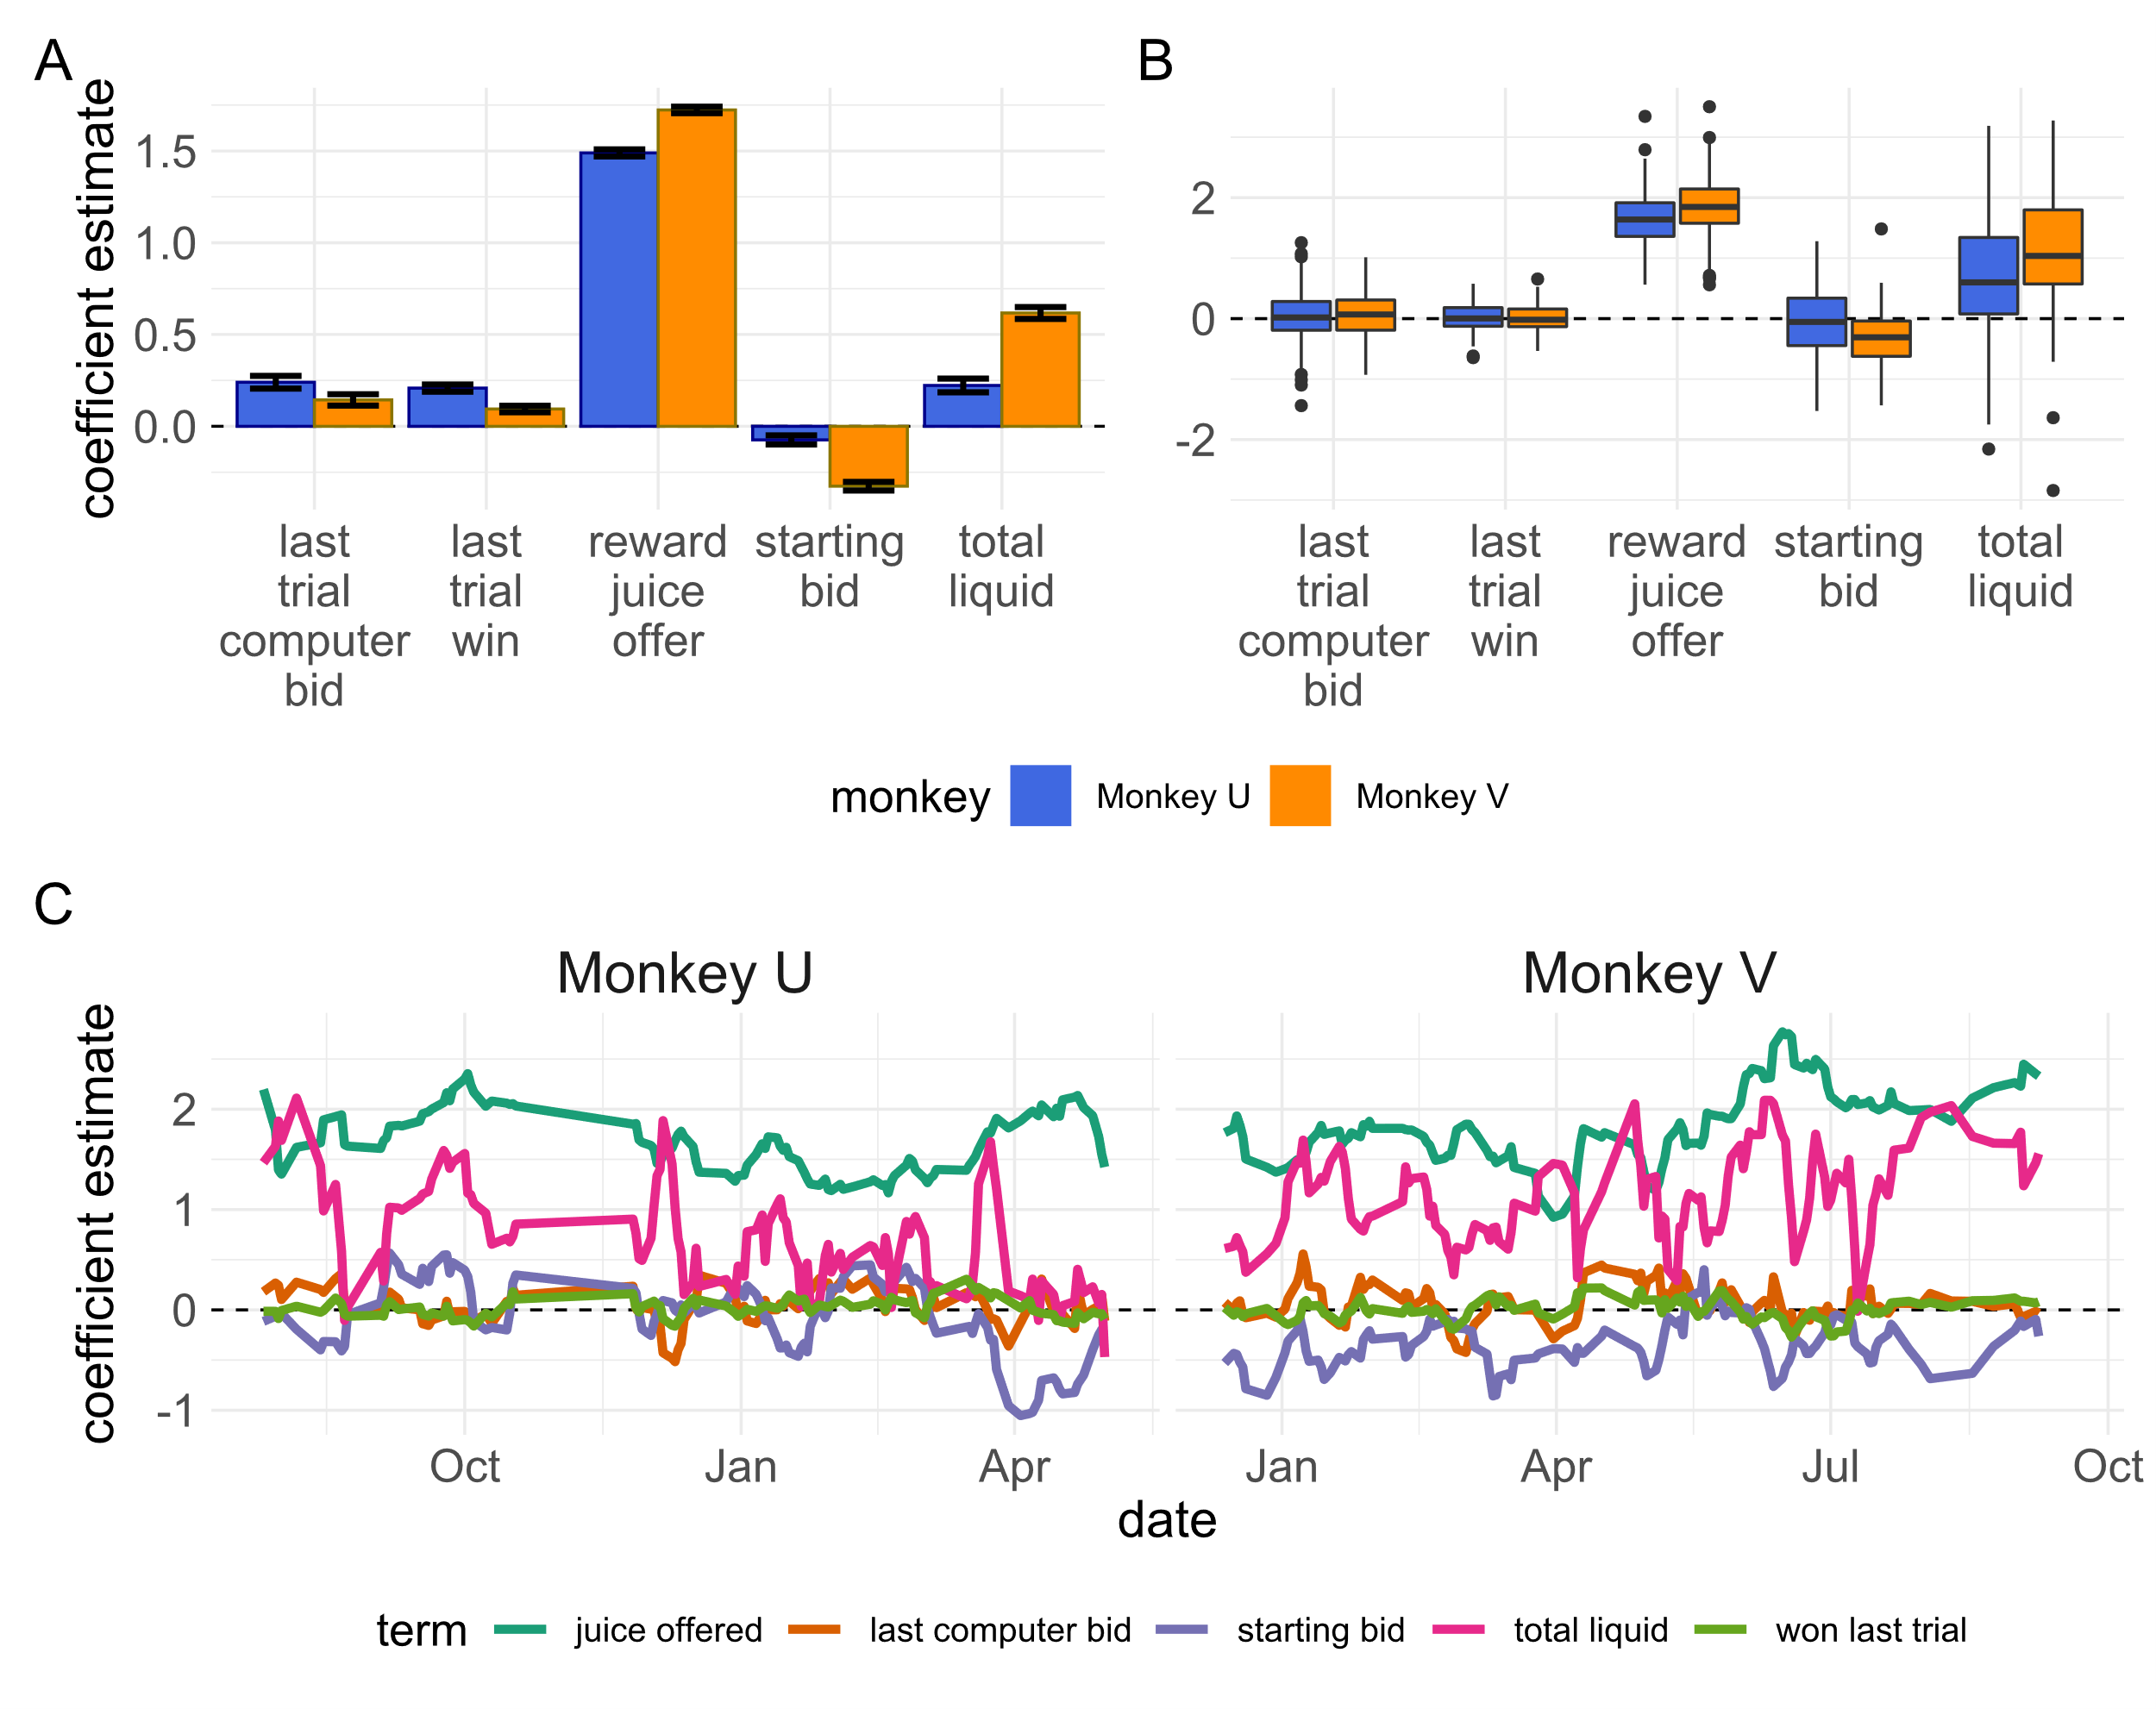 A
B
coefficient estimate
1.5
1.0
0.5
0.0
last
trial
computer
bid
last
trial
win
reward
juice
offer
starting
bid
total
liquid
2
0
-2
last
trial
computer
bid
last
trial
win
reward
juice
offer
starting
bid
total
liquid
monkey Monkey U Monkey V
C
Monkey U
Monkey V
coefficient estimate
2
1
0
-1
Oct Jan Apr
Jan Apr Jul Oct
date
term juice offered last computer bid starting bid total liquid won last trial